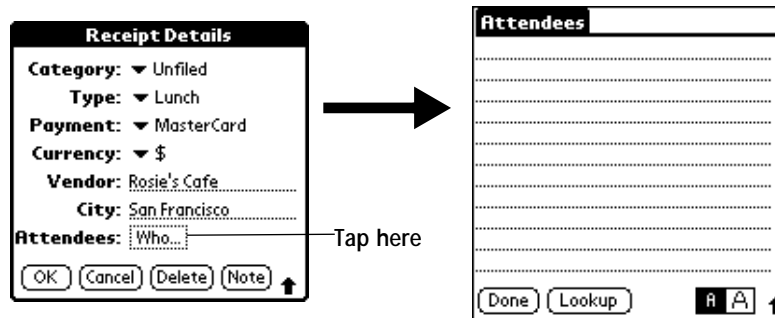 Receipt Details
Category: Unfiled
Type: Lunch
Payment: MasterCard
Currency: $
Vendor: Rosie's Cafe
City: San Francisco
Attendees: Who...
Tap here
OK Cancel Delete Note
Attendees
Done Lookup A A